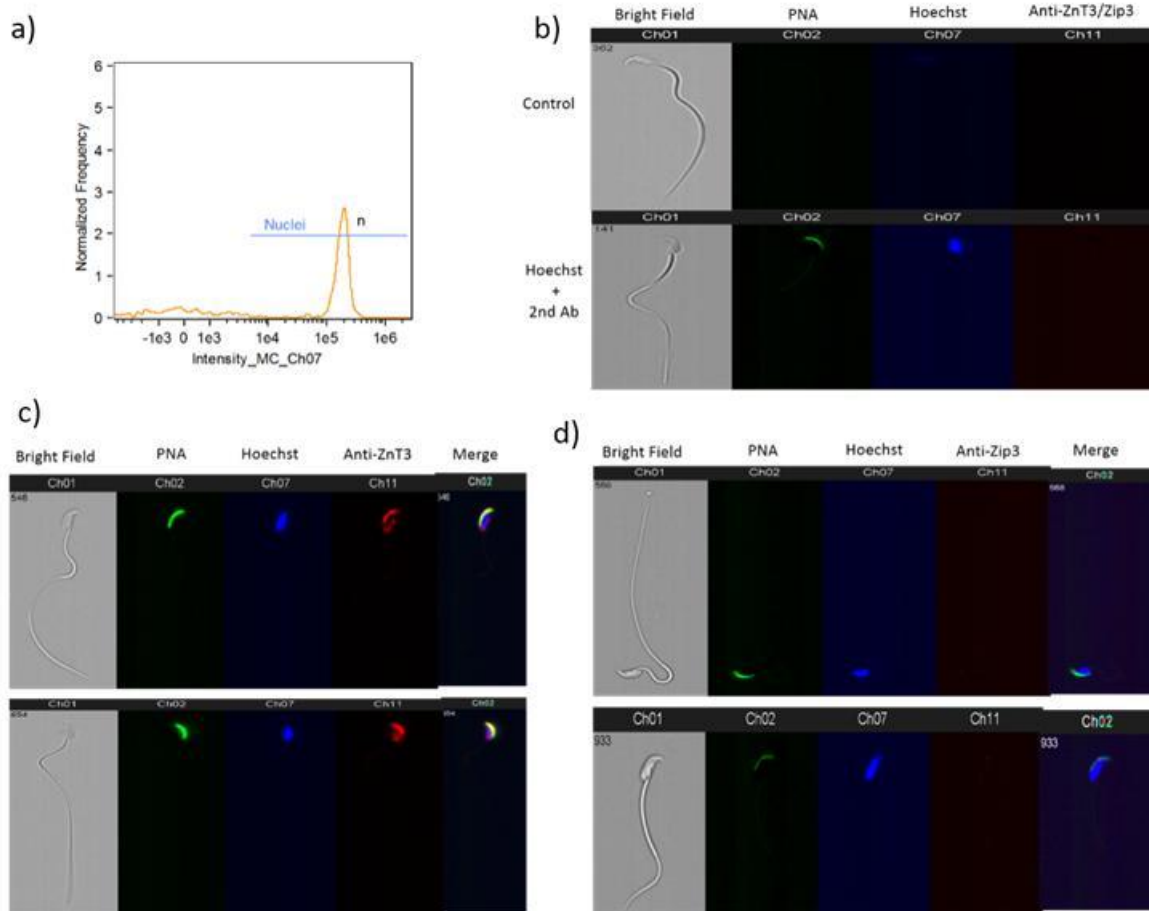 a)
6
5
4
3
2
1
0
Normalized Frequency
Nuclei
n
-1e3 0 1e3 1e4 1e5 1e6
Intensity_MC_Ch07
b)
Bright Field PNA Hoechst Anti-ZnT3/Zip3
Ch01 Ch02 Ch07 Ch11
362
Control
Ch01 Ch02 Ch07 Ch11
141
Hoechst
+
2nd Ab
c)
Bright Field PNA Hoechst Anti-ZnT3 Merge
Ch01 Ch02 Ch07 Ch11 Ch02
546
Ch01 Ch02 Ch07 Ch11 Ch02
654
d)
Bright Field PNA Hoechst Anti-Zip3 Merge
Ch01 Ch02 Ch07 Ch11 Ch02
Ch01 Ch02 Ch07 Ch11 Ch02
933 933